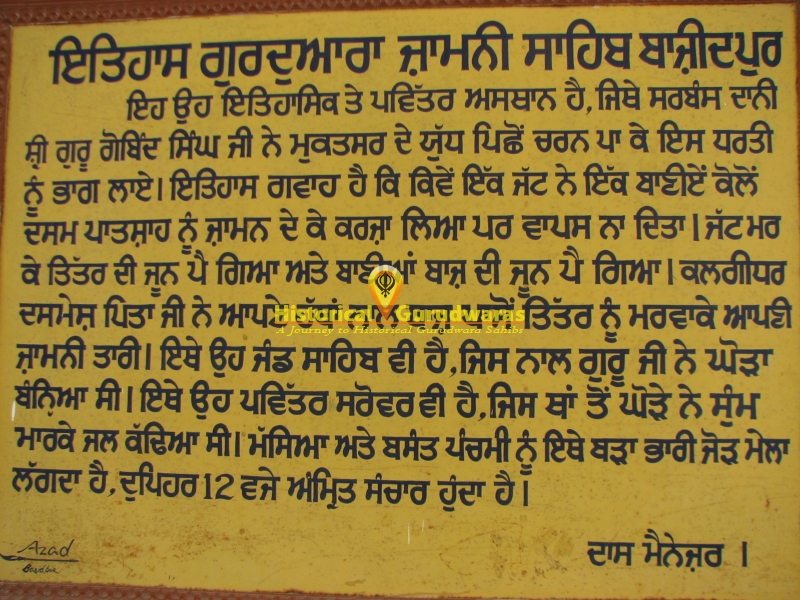 ਇਤਿਹਾਸ ਗੁਰਦੁਆਰਾ ਜ਼ਾਮਨੀ ਸਾਹਿਬ ਬਾਜ਼ੀਦਪੁਰ
ਇਹ ਉਹ ਇਤਿਹਾਸਿਕ ਤੇ ਪਵਿੱਤਰ ਅਸਥਾਨ ਹੈ, ਜਿਥੇ ਸਰਬੰਸ ਦਾਨੀ
ਸ਼੍ਰੀ ਗੁਰੂ ਗੋਬਿੰਦ ਸਿੰਘ ਜੀ ਨੇ ਮੁਕਤਸਰ ਦੇ ਯੁੱਧ ਪਿਛੋਂ ਚਰਨ ਪਾ ਕੇ ਇਸ ਧਰਤੀ
ਨੂੰ ਭਾਗ ਲਾਏ। ਇਤਿਹਾਸ ਗਵਾਹ ਹੈ ਕਿ ਕਿਵੇਂ ਇੱਕ ਜੱਟ ਨੇ ਇੱਕ ਬਾਣੀਏਂ ਕੋਲੋਂ
ਦਸਮ ਪਾਤਸ਼ਾਹ ਨੂੰ ਜ਼ਾਮਨ ਦੇ ਕੇ ਕਰਜ਼ਾ ਲਿਆ ਪਰ ਵਾਪਸ ਨਾ ਦਿਤਾ। ਜੱਟ ਮਰ
ਕੇ ਤਿੱਤਰ ਦੀ ਜੂਨ ਪੈ ਗਿਆ ਅਤੇ ਬਾਣੀਆਂ ਬਾਜ਼ ਦੀ ਜੂਨ ਪੈ ਗਿਆ। ਕਲਗੀਧਰ
ਦਸਮੇਸ਼ ਪਿਤਾ ਜੀ ਨੇ ਆਪਣੇ ਤਿੱਤਰ ਨੂੰ ਮਰਵਾਕੇ ਆਪਣੀ
Historical Gurudwaras
A Journey to Historical Gurudwara Sahibs
ਜ਼ਾਮਨੀ ਤਾਰੀ। ਇਥੇ ਉਹ ਜੰਡ ਸਾਹਿਬ ਵੀ ਹੈ, ਜਿਸ ਨਾਲ ਗੁਰੂ ਜੀ ਨੇ ਘੋੜਾ
ਬੰਨ੍ਹਿਆ ਸੀ। ਇਥੇ ਉਹ ਪਵਿੱਤਰ ਸਰੋਵਰ ਵੀ ਹੈ, ਜਿਸ ਥਾਂ ਤੋਂ ਘੋੜੇ ਨੇ ਸੁੰਮ
ਮਾਰਕੇ ਜਲ ਕੱਢਿਆ ਸੀ। ਮੱਸਿਆ ਅਤੇ ਬਸੰਤ ਪੰਚਮੀ ਨੂੰ ਇਥੇ ਬੜਾ ਭਾਰੀ ਜੋੜ ਮੇਲਾ
ਲੱਗਦਾ ਹੈ, ਦੁਪਿਹਰ 12 ਵਜੇ ਅੰਮ੍ਰਿਤ ਸੰਚਾਰ ਹੁੰਦਾ ਹੈ।
ਦਾਸ ਮੈਨੇਜ਼ਰ ।
Azad